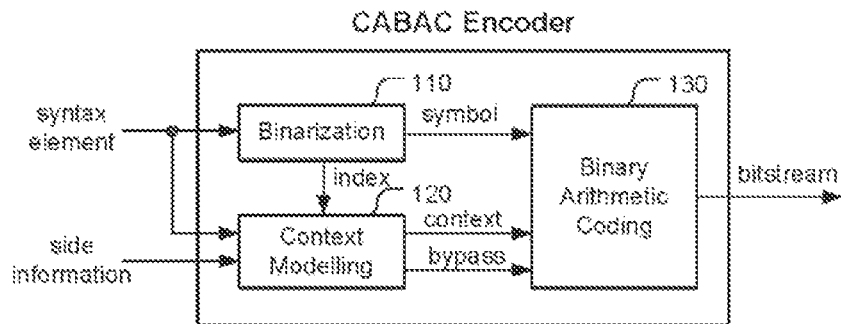 CABAC Encoder
110
130
syntax
element
Binarization
symbol
index
120
Binary
Arithmetic
Coding
bitstream
side
information
Context
Modelling
context
bypass